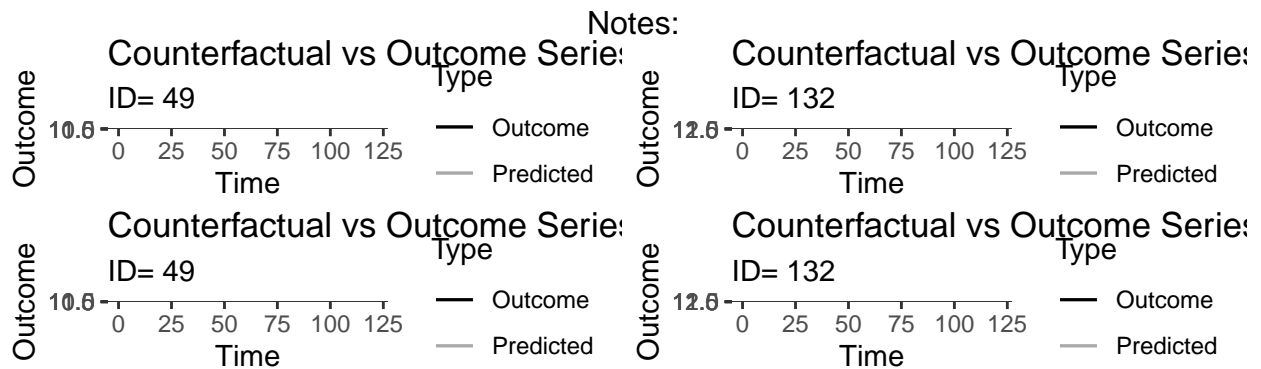 Notes:
Counterfactual vs Outcome Series
ID= 49
Outcome
0 25 50 75 100 125
Time
Type
Outcome
Predicted
Counterfactual vs Outcome Series
ID= 132
Outcome
0 25 50 75 100 125
Time
Type
Outcome
Predicted
Counterfactual vs Outcome Series
ID= 49
Outcome
0 25 50 75 100 125
Time
Type
Outcome
Predicted
Counterfactual vs Outcome Series
ID= 132
Outcome
0 25 50 75 100 125
Time
Type
Outcome
Predicted